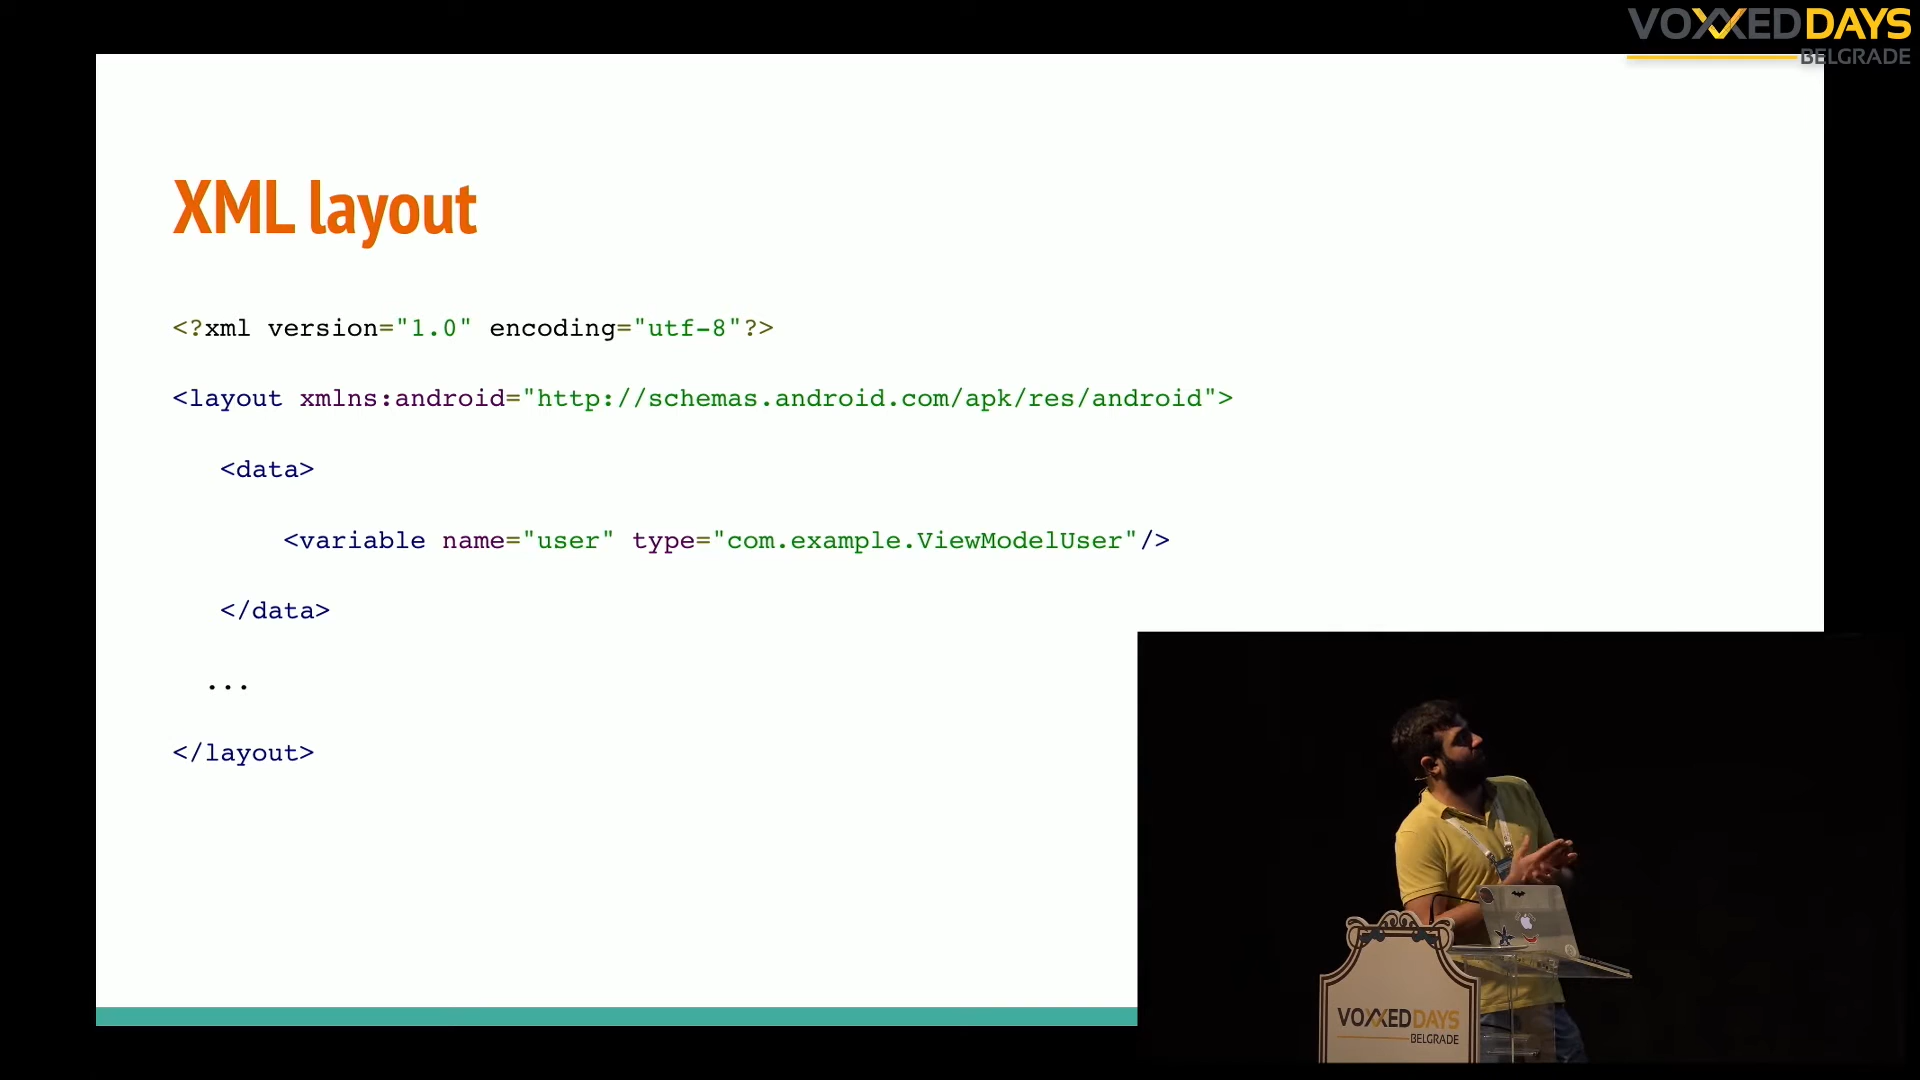 VOXXEDDAYS
BELGRADE
XML layout
<?xml version="1.0" encoding="utf-8"?>
<layout xmlns:android="http://schemas.android.com/apk/res/android">
<data>
<variable name="user" type="com.example.ViewModelUser"/>
</data>
...
</layout>
VOXXEDDAYS
BELGRADE